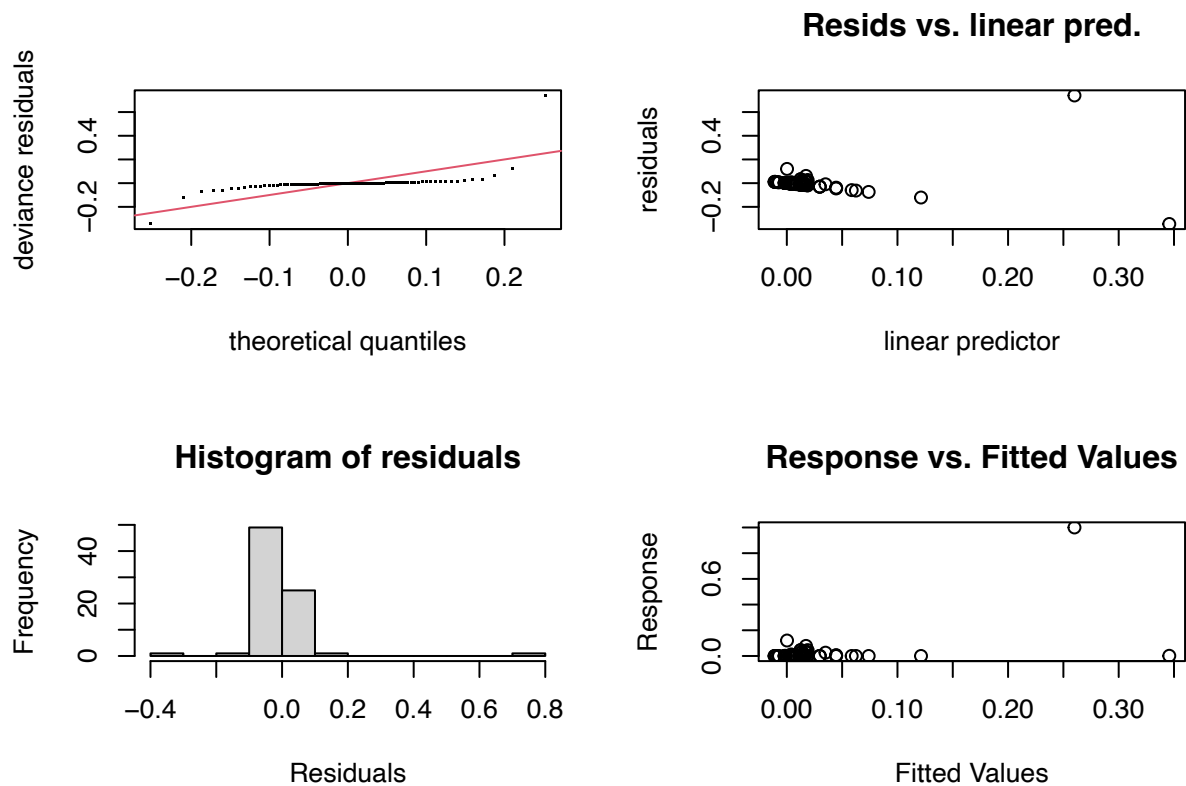 deviance residuals
0.4
−0.2
−0.2 −0.1 0.0 0.1 0.2
theoretical quantiles
Resids vs. linear pred.
residuals
0.4
−0.2
0.00 0.10 0.20 0.30
linear predictor
Histogram of residuals
Frequency
40
20
0
−0.4 0.0 0.2 0.4 0.6 0.8
Residuals
Response vs. Fitted Values
Response
0.6
0.0
0.00 0.10 0.20 0.30
Fitted Values